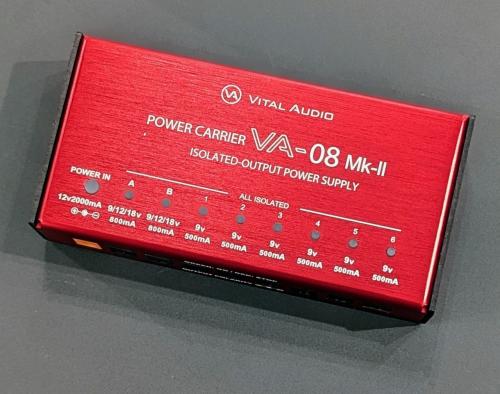 VA VITAL AUDIO
POWER CARRIER VA-08 Mk-II
ISOLATED-OUTPUT POWER SUPPLY
POWER IN A B 1 ALL ISOLATED 2 3 4 5 6
12v2000mA 9/12/18v 9/12/18v 9v 9v 9v 9v 9v 9v
800mA 800mA 500mA 500mA 500mA 500mA 500mA 500mA